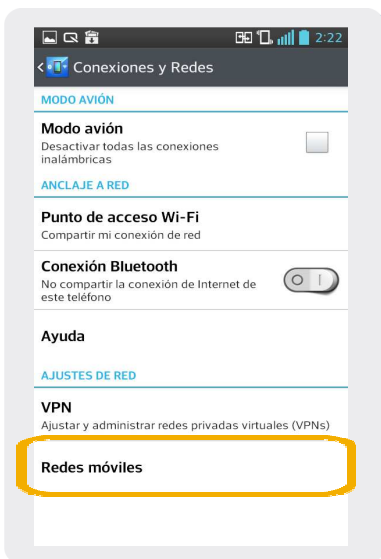 2:22
Conexiones y Redes
MODO AVIÓN
Modo avión
Desactivar todas las conexiones
inalámbricas
ANCLAJE A RED
Punto de acceso Wi-Fi
Compartir mi conexión de red
Conexión Bluetooth
No compartir la conexión de Internet de
este teléfono
Ayuda
AJUSTES DE RED
VPN
Ajustar y administrar redes privadas virtuales (VPNs)
Redes móviles